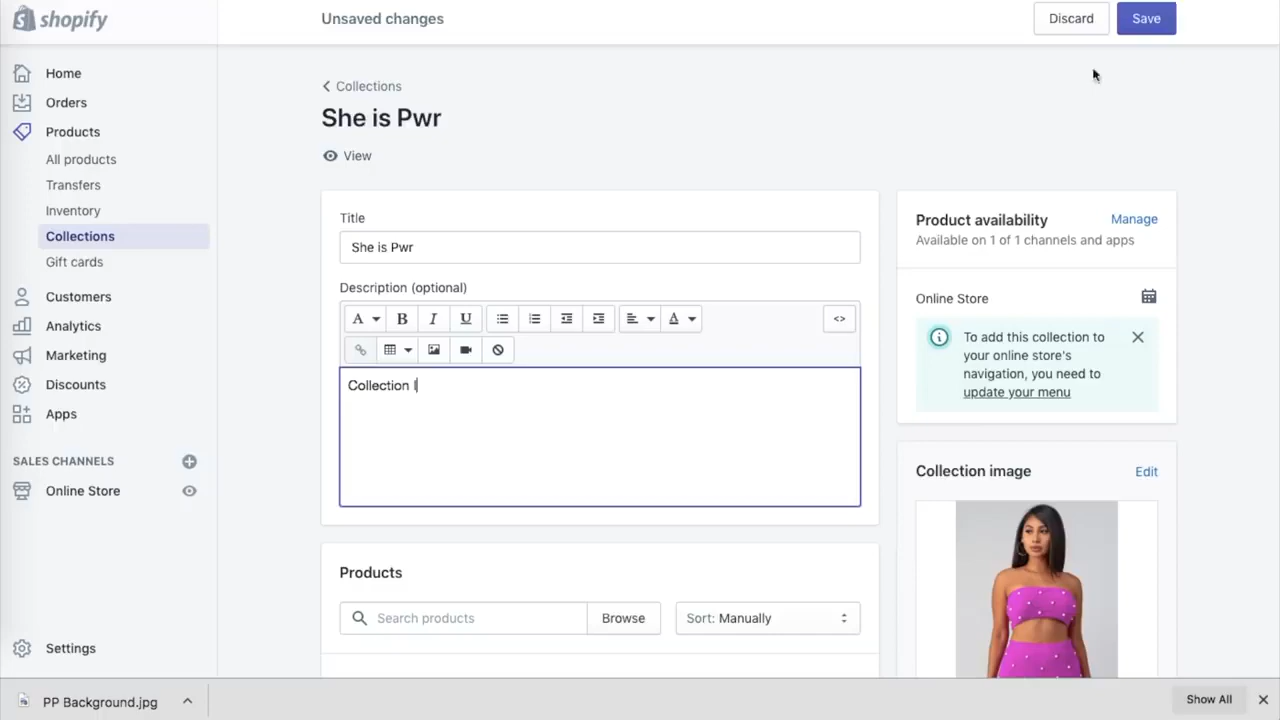 shopify
Unsaved changes
Discard
Save
Home
Orders
Products
All products
Transfers
Inventory
Collections
Gift cards
Customers
Analytics
Marketing
Discounts
Apps
SALES CHANNELS
Online Store
Settings
Collections
She is Pwr
View
Title
She is Pwr
Description (optional)
A
B
I
U
A
<>
Collection I
Products
Search products
Browse
Sort: Manually
Product availability
Manage
Available on 1 of 1 channels and apps
Online Store
To add this collection to
your online store's
navigation, you need to
update your menu
Collection image
Edit
PP Background.jpg
Show All